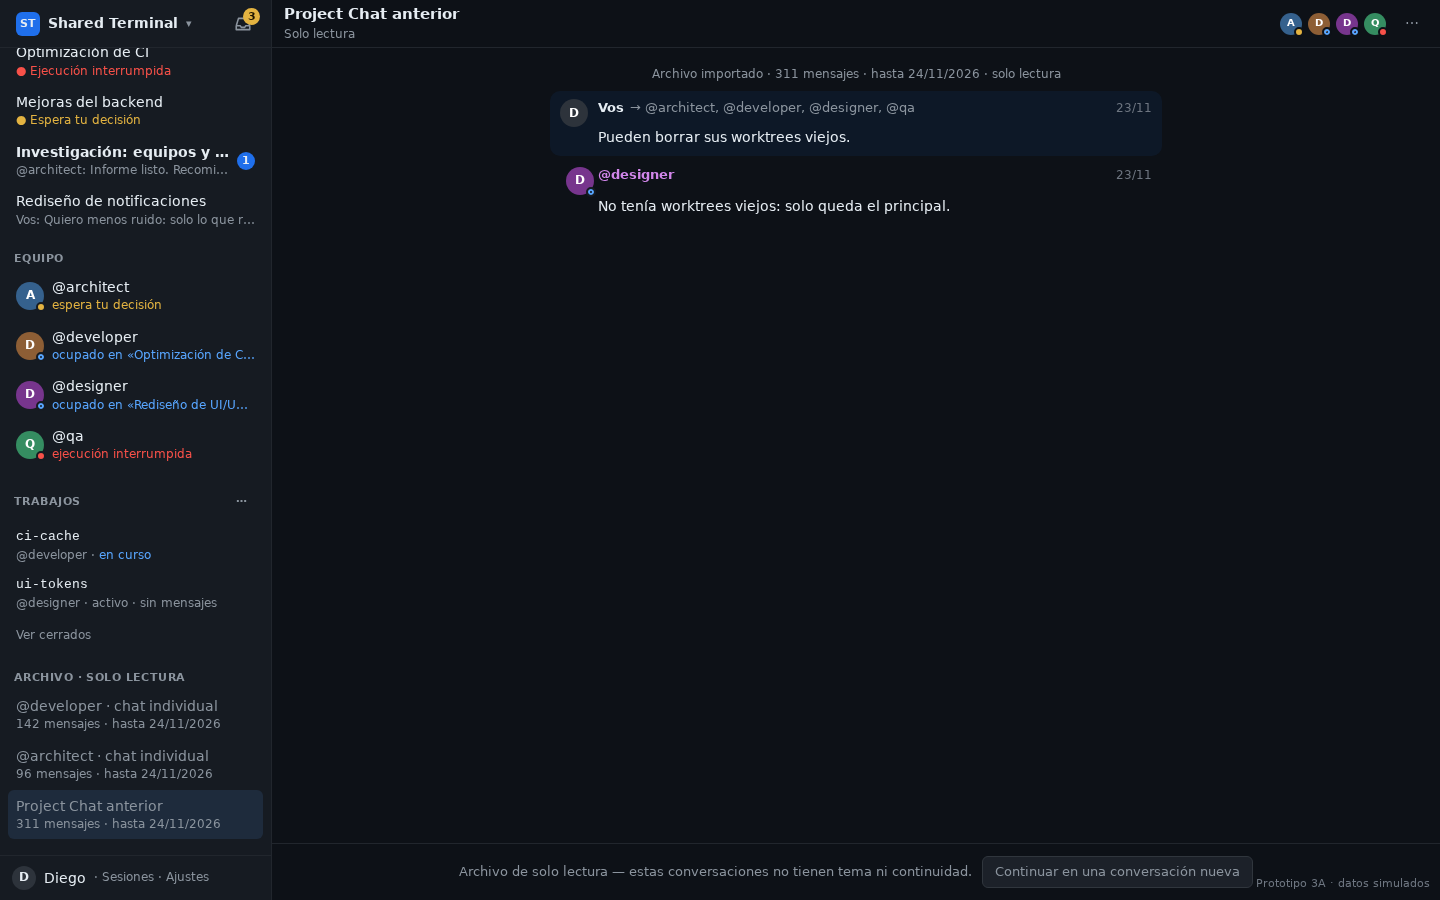 ST Shared Terminal ▾ 3
Optimización de CI
Ejecución interrumpida
Mejoras del backend
Espera tu decisión
Investigación: equipos y … 1
@architect: Informe listo. Recomi…
Rediseño de notificaciones
Vos: Quiero menos ruido: solo lo que r…
EQUIPO
A @architect
espera tu decisión
D @developer
ocupado en «Optimización de C…
D @designer
ocupado en «Rediseño de UI/U…
Q @qa
ejecución interrumpida
TRABAJOS ···
ci-cache
@developer · en curso
ui-tokens
@designer · activo · sin mensajes
Ver cerrados
ARCHIVO · SOLO LECTURA
@developer · chat individual
142 mensajes · hasta 24/11/2026
@architect · chat individual
96 mensajes · hasta 24/11/2026
Project Chat anterior
311 mensajes · hasta 24/11/2026
D Diego · Sesiones · Ajustes
Project Chat anterior
Solo lectura
A D D Q ···
Archivo importado · 311 mensajes · hasta 24/11/2026 · solo lectura
D Vos → @architect, @developer, @designer, @qa 23/11
Pueden borrar sus worktrees viejos.
D @designer 23/11
No tenía worktrees viejos: solo queda el principal.
Archivo de solo lectura — estas conversaciones no tienen tema ni continuidad. Continuar en una conversación nueva
Prototipo 3A · datos simulados